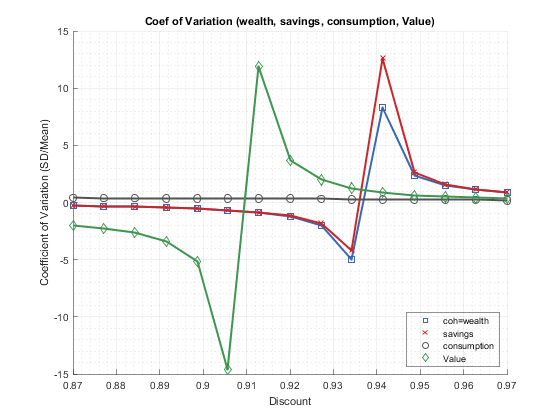 Coef of Variation (wealth, savings, consumption, Value)
Coefficient of Variation (SD/Mean)
15
10
5
0
-5
-10
-15
0.87 0.88 0.89 0.9 0.91 0.92 0.93 0.94 0.95 0.96 0.97
Discount
coh=wealth
savings
consumption
Value